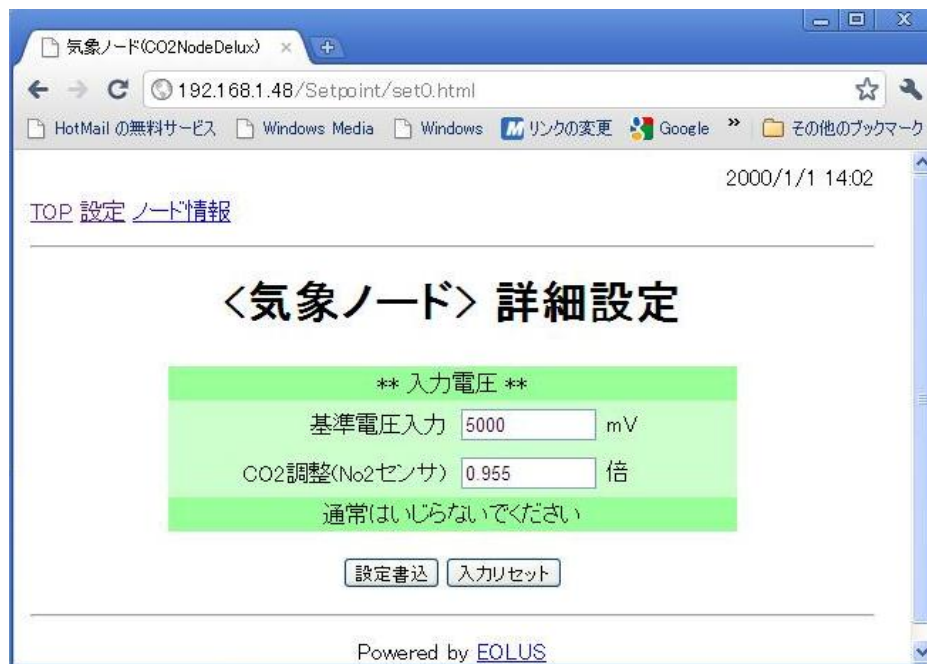 気象ノード(CO2NodeDelux)
192.168.1.48/Setpoint/set0.html
HotMail の無料サービス Windows Media Windows リンクの変更 Google » その他のブックマーク
2000/1/1 14:02
TOP 設定 ノード情報
<気象ノード> 詳細設定
** 入力電圧 **
基準電圧入力 5000 mV
CO2調整(No2センサ) 0.955 倍
通常はいじらないでください
設定書込 入力リセット
Powered by EOLUS